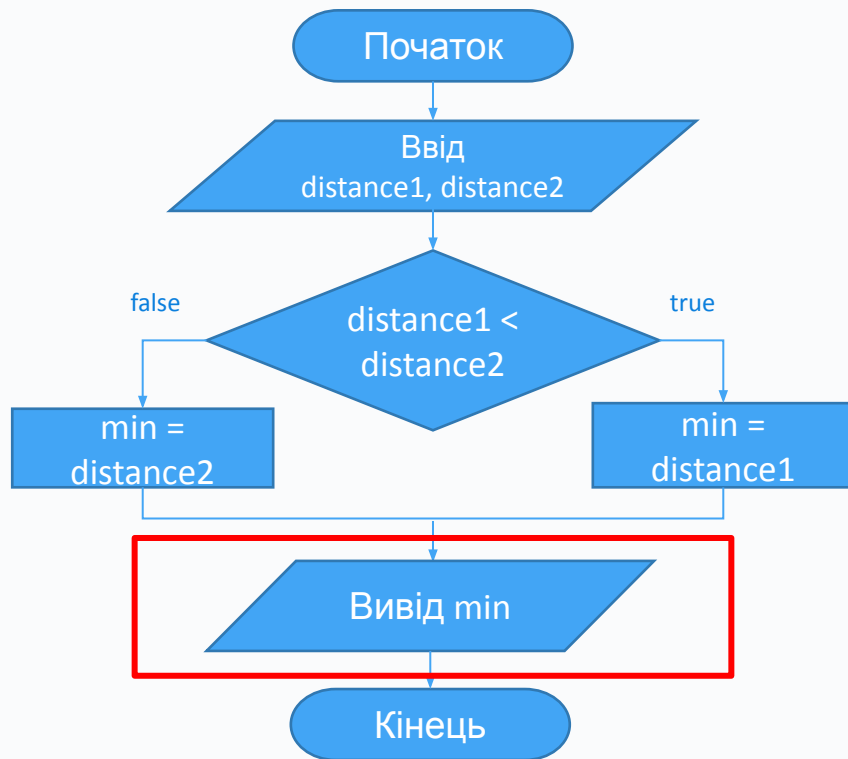 Початок
Ввід
distance1, distance2
false
true
distance1 <
distance2
min =
distance2
min =
distance1
Вивід min
Кінець